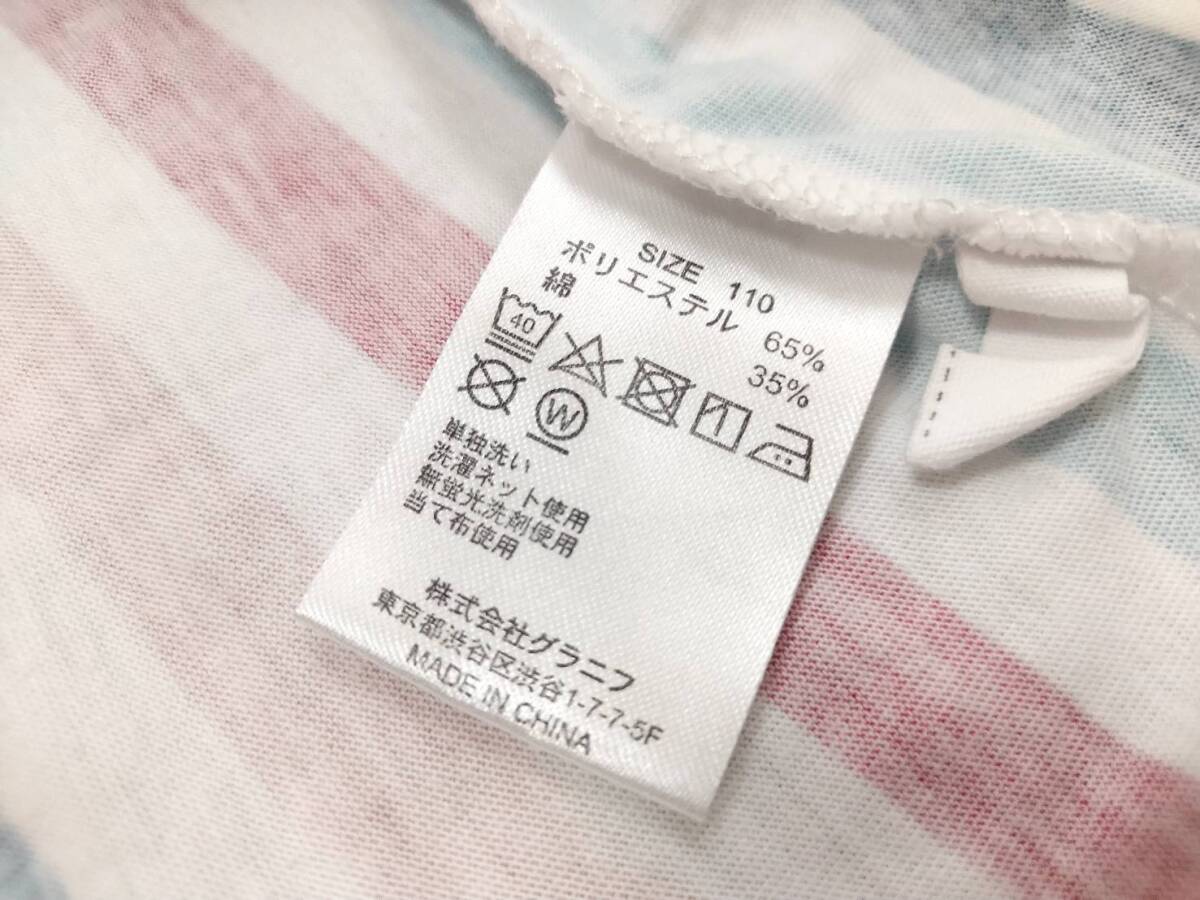 SIZE 110
ポリエステル 65%
綿 35%
40
W
単独洗い
洗濯ネット使用
無蛍光洗剤使用
当て布使用
株式会社グラニフ
東京都渋谷区渋谷1-7-7-5F
MADE IN CHINA